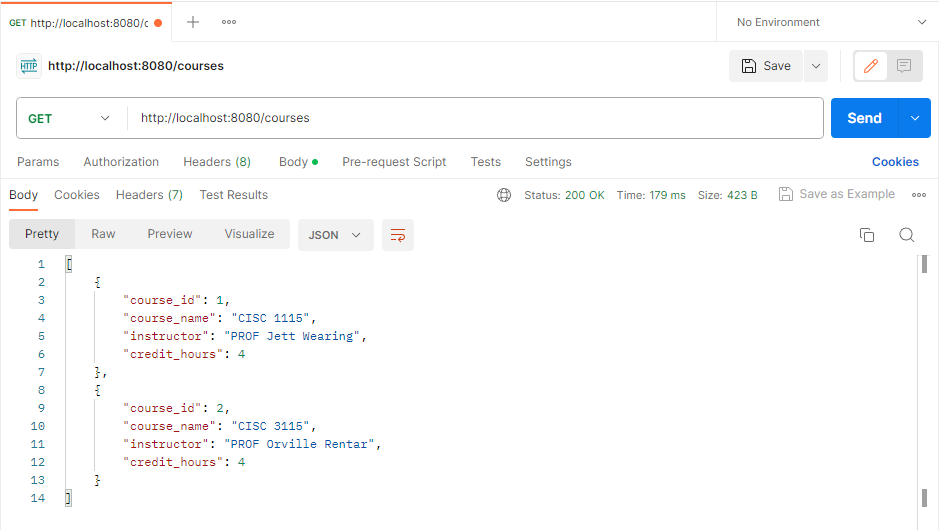 GET http://localhost:8080/c
No Environment
HTTP http://localhost:8080/courses
Save
GET http://localhost:8080/courses Send
Params Authorization Headers (8) Body Pre-request Script Tests Settings Cookies
Body Cookies Headers (7) Test Results Status: 200 OK Time: 179 ms Size: 423 B Save as Example
Pretty Raw Preview Visualize JSON
1 [
2 {
3 "course_id": 1,
4 "course_name": "CISC 1115",
5 "instructor": "PROF Jett Wearing",
6 "credit_hours": 4
7 },
8 {
9 "course_id": 2,
10 "course_name": "CISC 3115",
11 "instructor": "PROF Orville Rentar",
12 "credit_hours": 4
13 }
14 ]